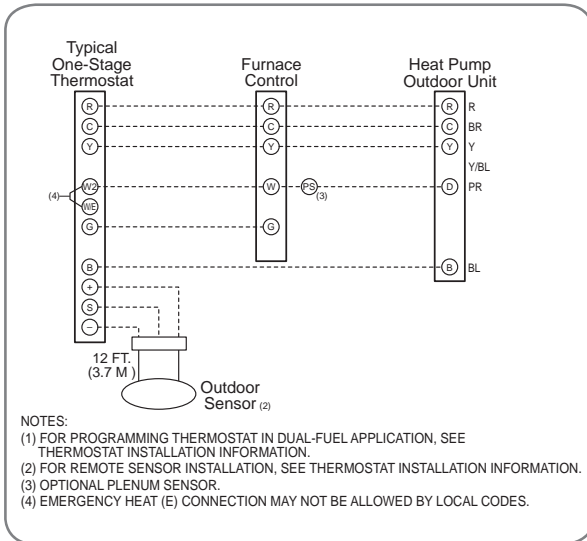 Typical
One-Stage
Thermostat
Furnace
Control
Heat Pump
Outdoor Unit
R R R R
C C C BR
Y Y Y Y
Y/BL
(4) W2 W PS (3) D PR
W/E
G G
B B BL
+
S
–
12 FT.
(3.7 M )
Outdoor
Sensor (2)
NOTES:
(1) FOR PROGRAMMING THERMOSTAT IN DUAL-FUEL APPLICATION, SEE
THERMOSTAT INSTALLATION INFORMATION.
(2) FOR REMOTE SENSOR INSTALLATION, SEE THERMOSTAT INSTALLATION INFORMATION.
(3) OPTIONAL PLENUM SENSOR.
(4) EMERGENCY HEAT (E) CONNECTION MAY NOT BE ALLOWED BY LOCAL CODES.